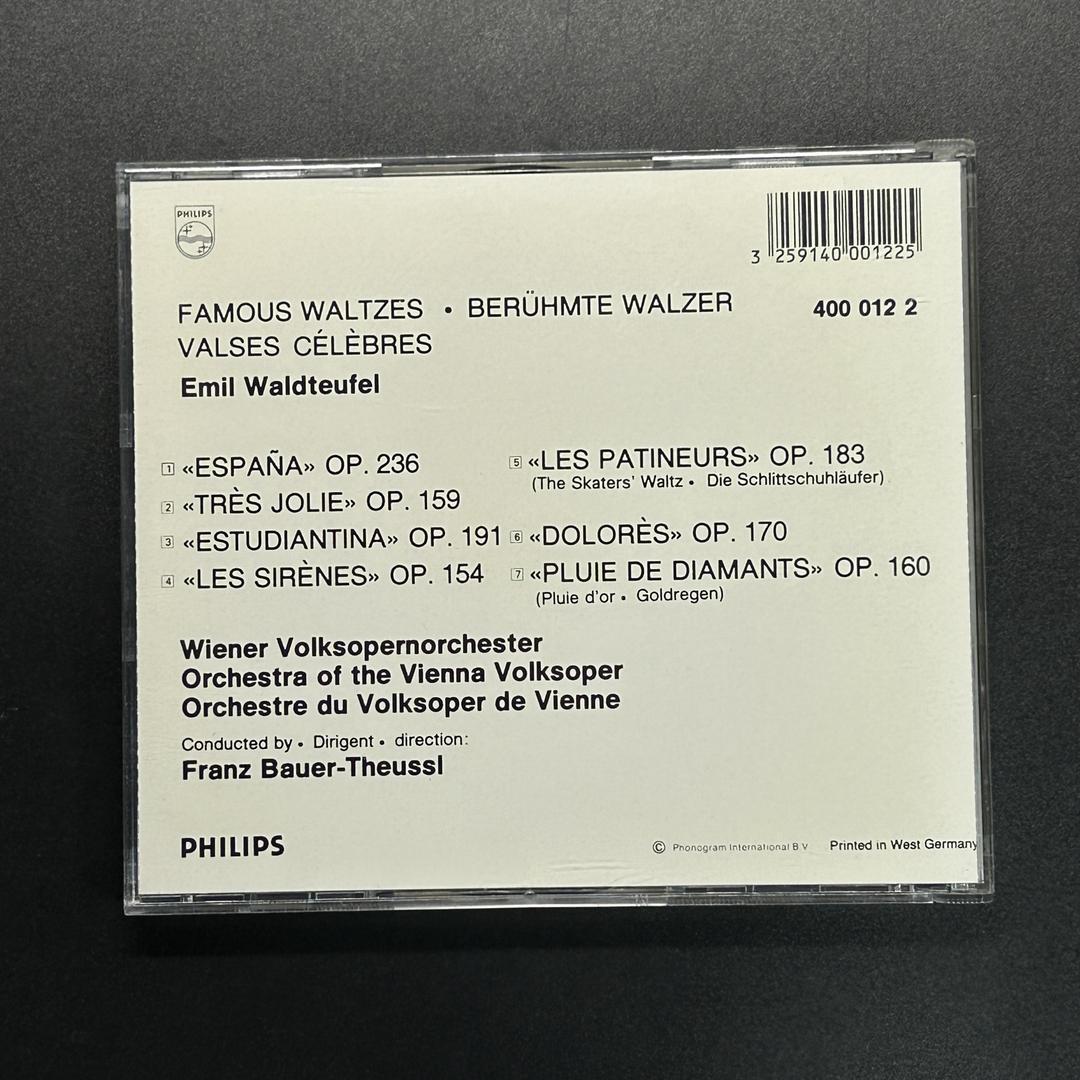 PHILIPS
3 259140 001225
FAMOUS WALTZES • BERÜHMTE WALZER
400 012 2
VALSES CÉLÈBRES
Emil Waldteufel
1 «ESPAÑA» OP. 236
2 «TRÈS JOLIE» OP. 159
3 «ESTUDIANTINA» OP. 191
4 «LES SIRÈNES» OP. 154
5 «LES PATINEURS» OP. 183
(The Skaters' Waltz • Die Schlittschuhläufer)
6 «DOLORÈS» OP. 170
7 «PLUIE DE DIAMANTS» OP. 160
(Pluie d'or • Goldregen)
Wiener Volksopernorchester
Orchestra of the Vienna Volksoper
Orchestre du Volksoper de Vienne
Conducted by • Dirigent • direction:
Franz Bauer-Theussl
PHILIPS
© Phonogram International B V
Printed in West Germany